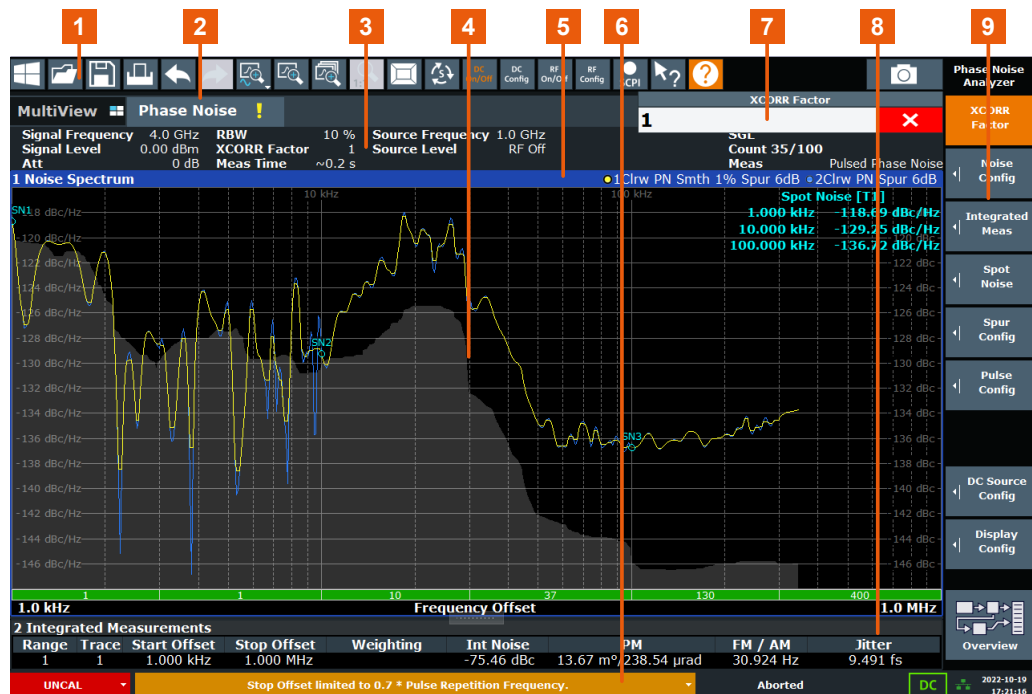 1 2 3 4 5 6 7 8 9
DC On/Off DC Config RF On/Off RF Config SCPI
Phase Noise Analyzer
MultiView Phase Noise !
XCORR Factor
1
Signal Frequency 4.0 GHz RBW 10 % Source Frequency 1.0 GHz SGL
Signal Level 0.00 dBm XCORR Factor 1 Source Level RF Off Count 35/100
Att 0 dB Meas Time ~0.2 s Meas Pulsed Phase Noise
1 Noise Spectrum 1Clrw PN Smth 1% Spur 6dB 2Clrw PN Spur 6dB
10 kHz 100 kHz
Spot Noise [T1]
1.000 kHz -118.69 dBc/Hz
10.000 kHz -129.25 dBc/Hz
100.000 kHz -136.72 dBc/Hz
SN1
SN2
SN3
-120 dBc/Hz
-122 dBc/Hz -122 dBc
-124 dBc/Hz -124 dBc
-126 dBc/Hz -126 dBc
-128 dBc/Hz -128 dBc
-130 dBc/Hz -130 dBc
-132 dBc/Hz -132 dBc
-134 dBc/Hz -134 dBc
-136 dBc/Hz -136 dBc
-138 dBc/Hz -138 dBc
-140 dBc/Hz -140 dBc
-142 dBc/Hz -142 dBc
-144 dBc/Hz -144 dBc
-146 dBc/Hz -146 dBc
1 1 10 37 130 400
1.0 kHz Frequency Offset 1.0 MHz
2 Integrated Measurements
Range Trace Start Offset Stop Offset Weighting Int Noise PM FM / AM Jitter
1 1 1.000 kHz 1.000 MHz -75.46 dBc 13.67 m°/238.54 µrad 30.924 Hz 9.491 fs
UNCAL Stop Offset limited to 0.7 * Pulse Repetition Frequency. Aborted DC 2022-10-19
17:21:16
XCORR Factor
Noise Config
Integrated Meas
Spot Noise
Spur Config
Pulse Config
DC Source Config
Display Config
Overview